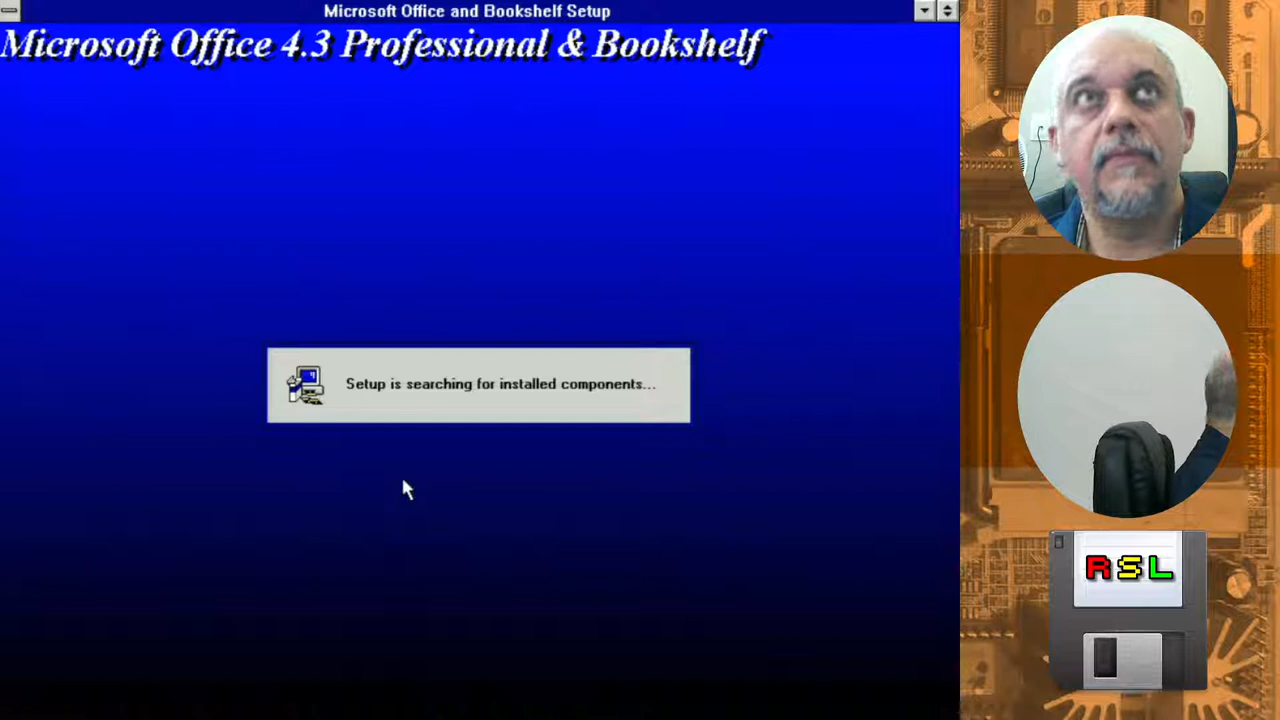 Microsoft Office and Bookshelf Setup
Microsoft Office 4.3 Professional & Bookshelf
Setup is searching for installed components...
RSL